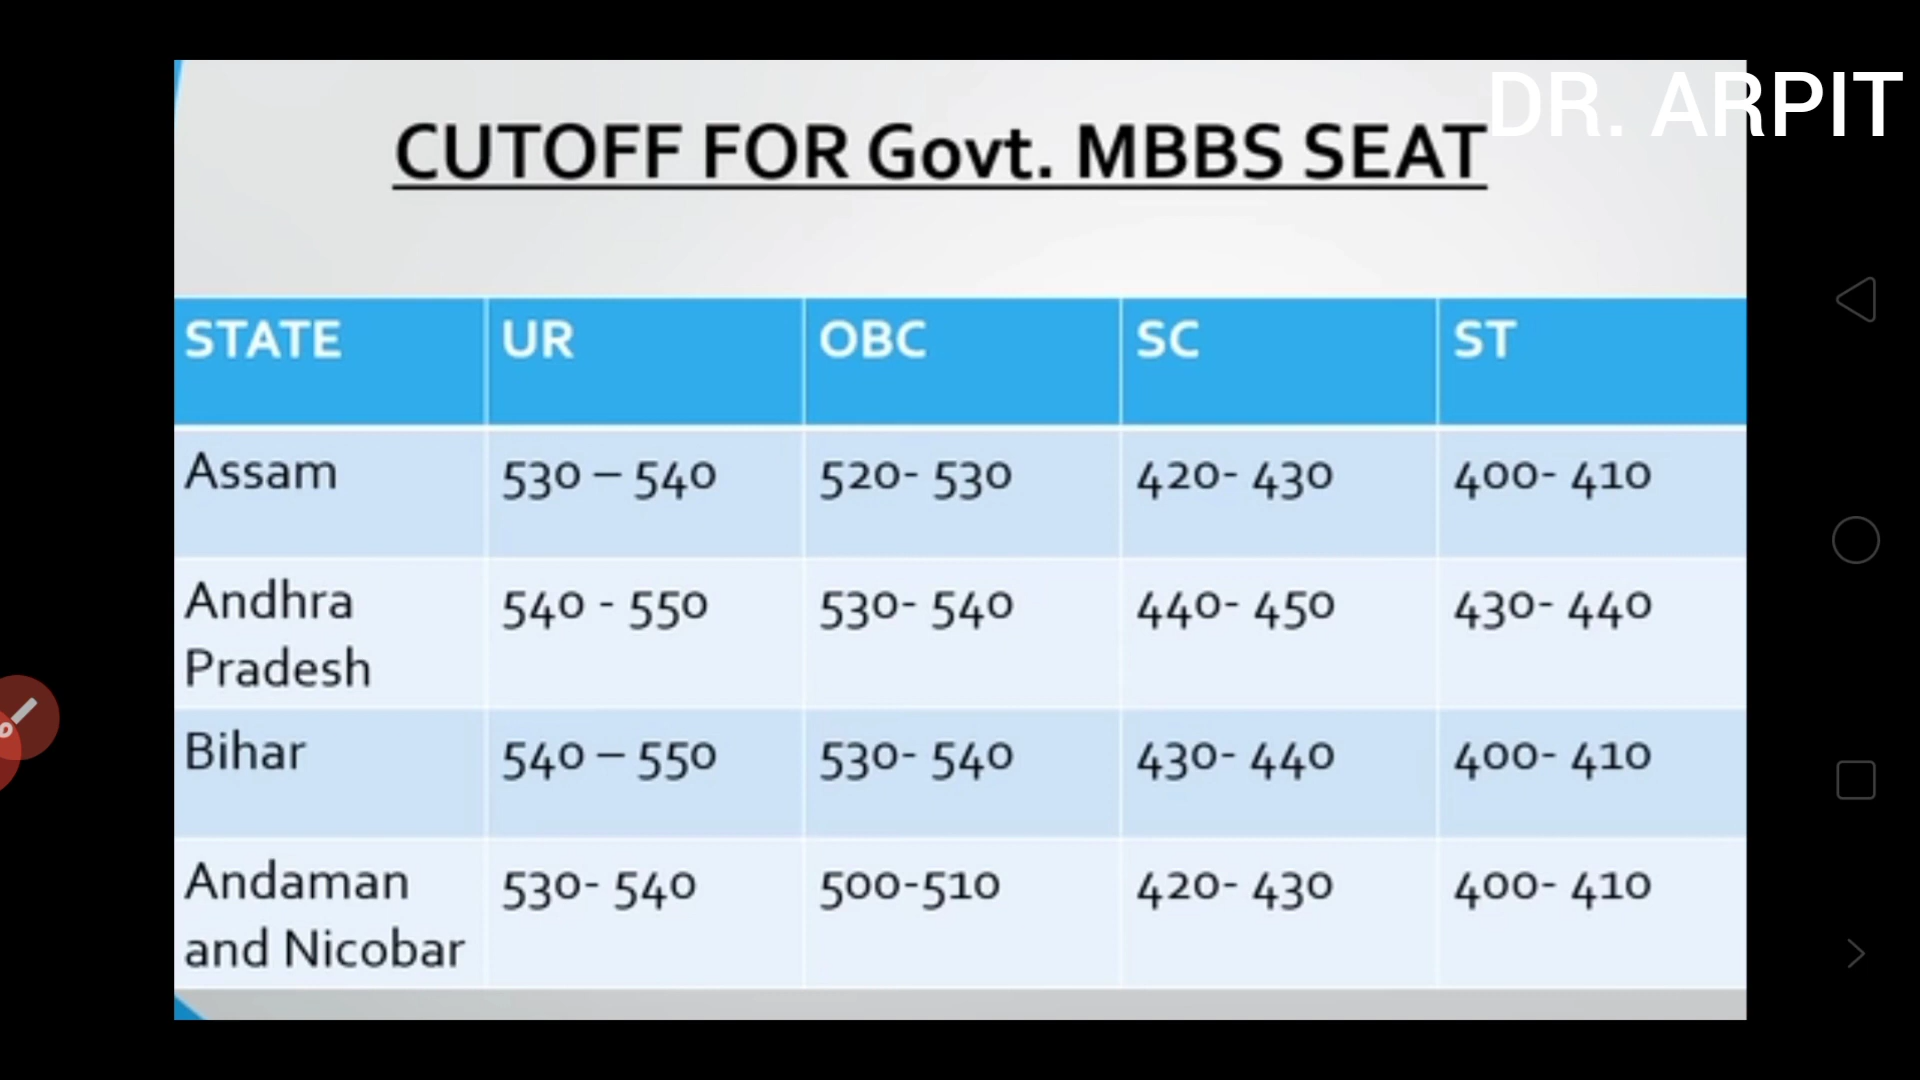 DR. ARPIT
CUTOFF FOR Govt. MBBS SEAT
STATE UR OBC SC ST
Assam 530 – 540 520- 530 420- 430 400- 410
Andhra 540 - 550 530- 540 440- 450 430- 440
Pradesh
Bihar 540 – 550 530- 540 430- 440 400- 410
Andaman 530- 540 500-510 420- 430 400- 410
and Nicobar